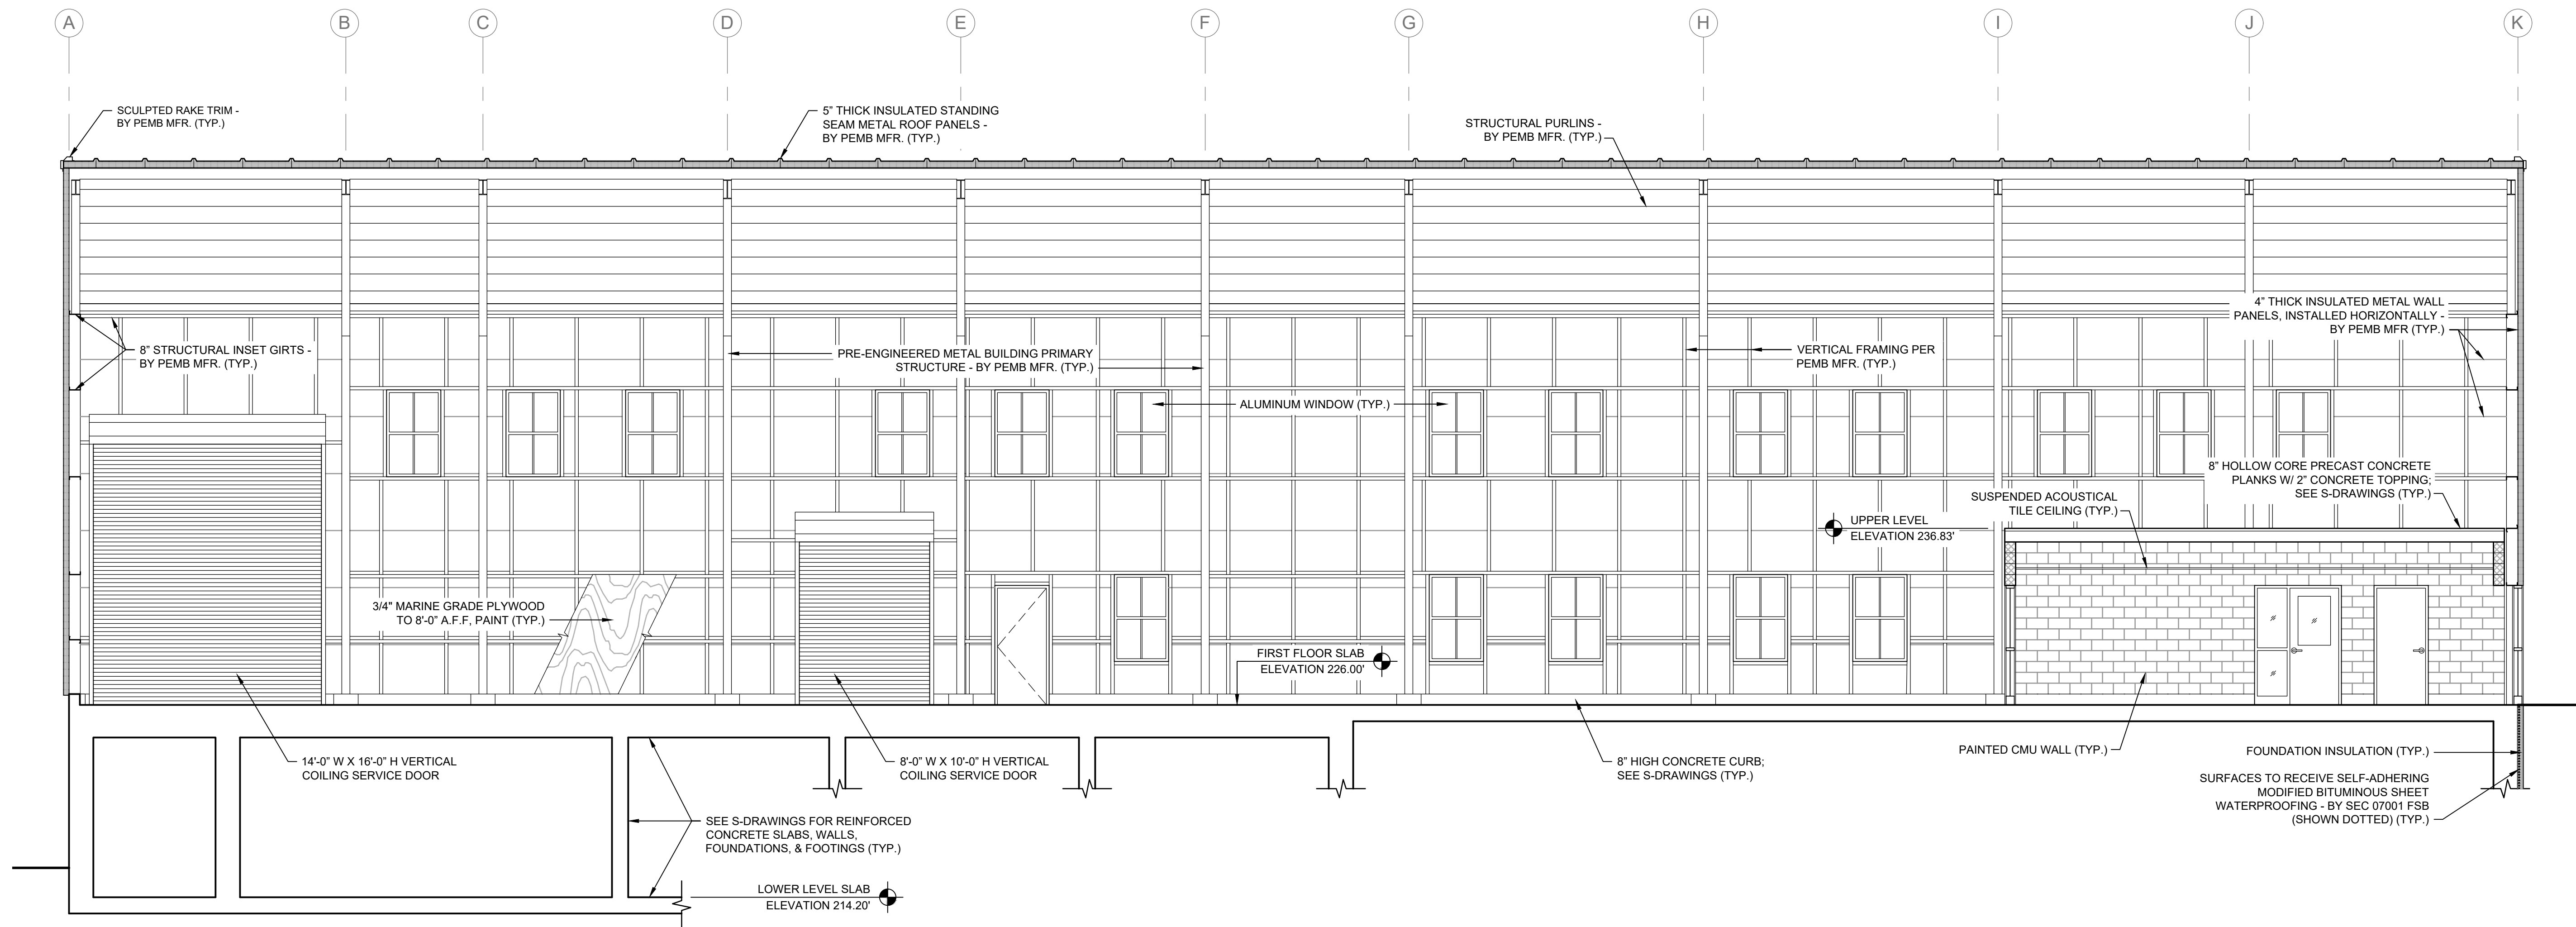 A B C D E F G H I J K
SCULPTED RAKE TRIM -
BY PEMB MFR. (TYP.)
5" THICK INSULATED STANDING
SEAM METAL ROOF PANELS -
BY PEMB MFR. (TYP.)
STRUCTURAL PURLINS -
BY PEMB MFR. (TYP.)
4" THICK INSULATED METAL WALL
PANELS, INSTALLED HORIZONTALLY -
BY PEMB MFR (TYP.)
8" STRUCTURAL INSET GIRTS -
BY PEMB MFR. (TYP.)
PRE-ENGINEERED METAL BUILDING PRIMARY
STRUCTURE - BY PEMB MFR. (TYP.)
VERTICAL FRAMING PER
PEMB MFR. (TYP.)
ALUMINUM WINDOW (TYP.)
8" HOLLOW CORE PRECAST CONCRETE
PLANKS W/ 2" CONCRETE TOPPING;
SEE S-DRAWINGS (TYP.)
SUSPENDED ACOUSTICAL
TILE CEILING (TYP.)
UPPER LEVEL
ELEVATION 236.83'
3/4" MARINE GRADE PLYWOOD
TO 8'-0" A.F.F, PAINT (TYP.)
FIRST FLOOR SLAB
ELEVATION 226.00'
14'-0" W X 16'-0" H VERTICAL
COILING SERVICE DOOR
8'-0" W X 10'-0" H VERTICAL
COILING SERVICE DOOR
8" HIGH CONCRETE CURB;
SEE S-DRAWINGS (TYP.)
PAINTED CMU WALL (TYP.)
FOUNDATION INSULATION (TYP.)
SURFACES TO RECEIVE SELF-ADHERING
MODIFIED BITUMINOUS SHEET
WATERPROOFING - BY SEC 07001 FSB
(SHOWN DOTTED) (TYP.)
SEE S-DRAWINGS FOR REINFORCED
CONCRETE SLABS, WALLS,
FOUNDATIONS, & FOOTINGS (TYP.)
LOWER LEVEL SLAB
ELEVATION 214.20'